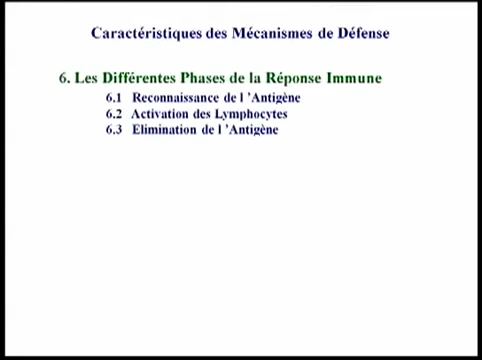 Caractéristiques des Mécanismes de Défense
6. Les Différentes Phases de la Réponse Immune
6.1 Reconnaissance de l 'Antigène
6.2 Activation des Lymphocytes
6.3 Elimination de l 'Antigène